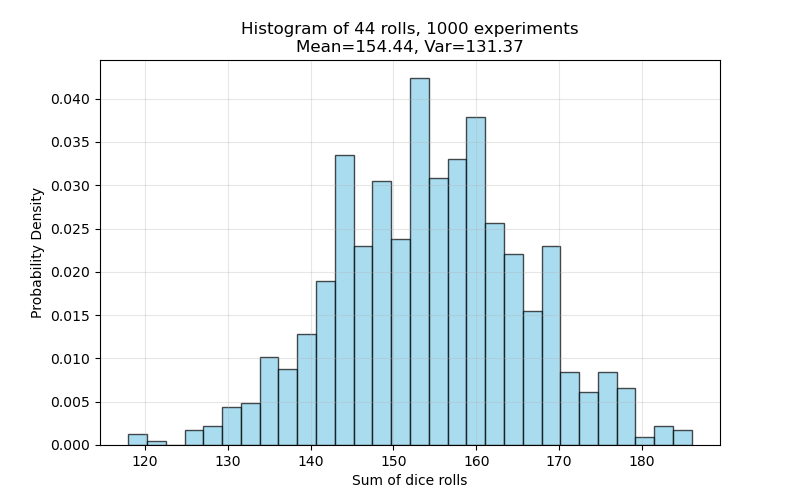 Histogram of 44 rolls, 1000 experiments
Mean=154.44, Var=131.37
Probability Density
0.040
0.035
0.030
0.025
0.020
0.015
0.010
0.005
0.000
120 130 140 150 160 170 180
Sum of dice rolls